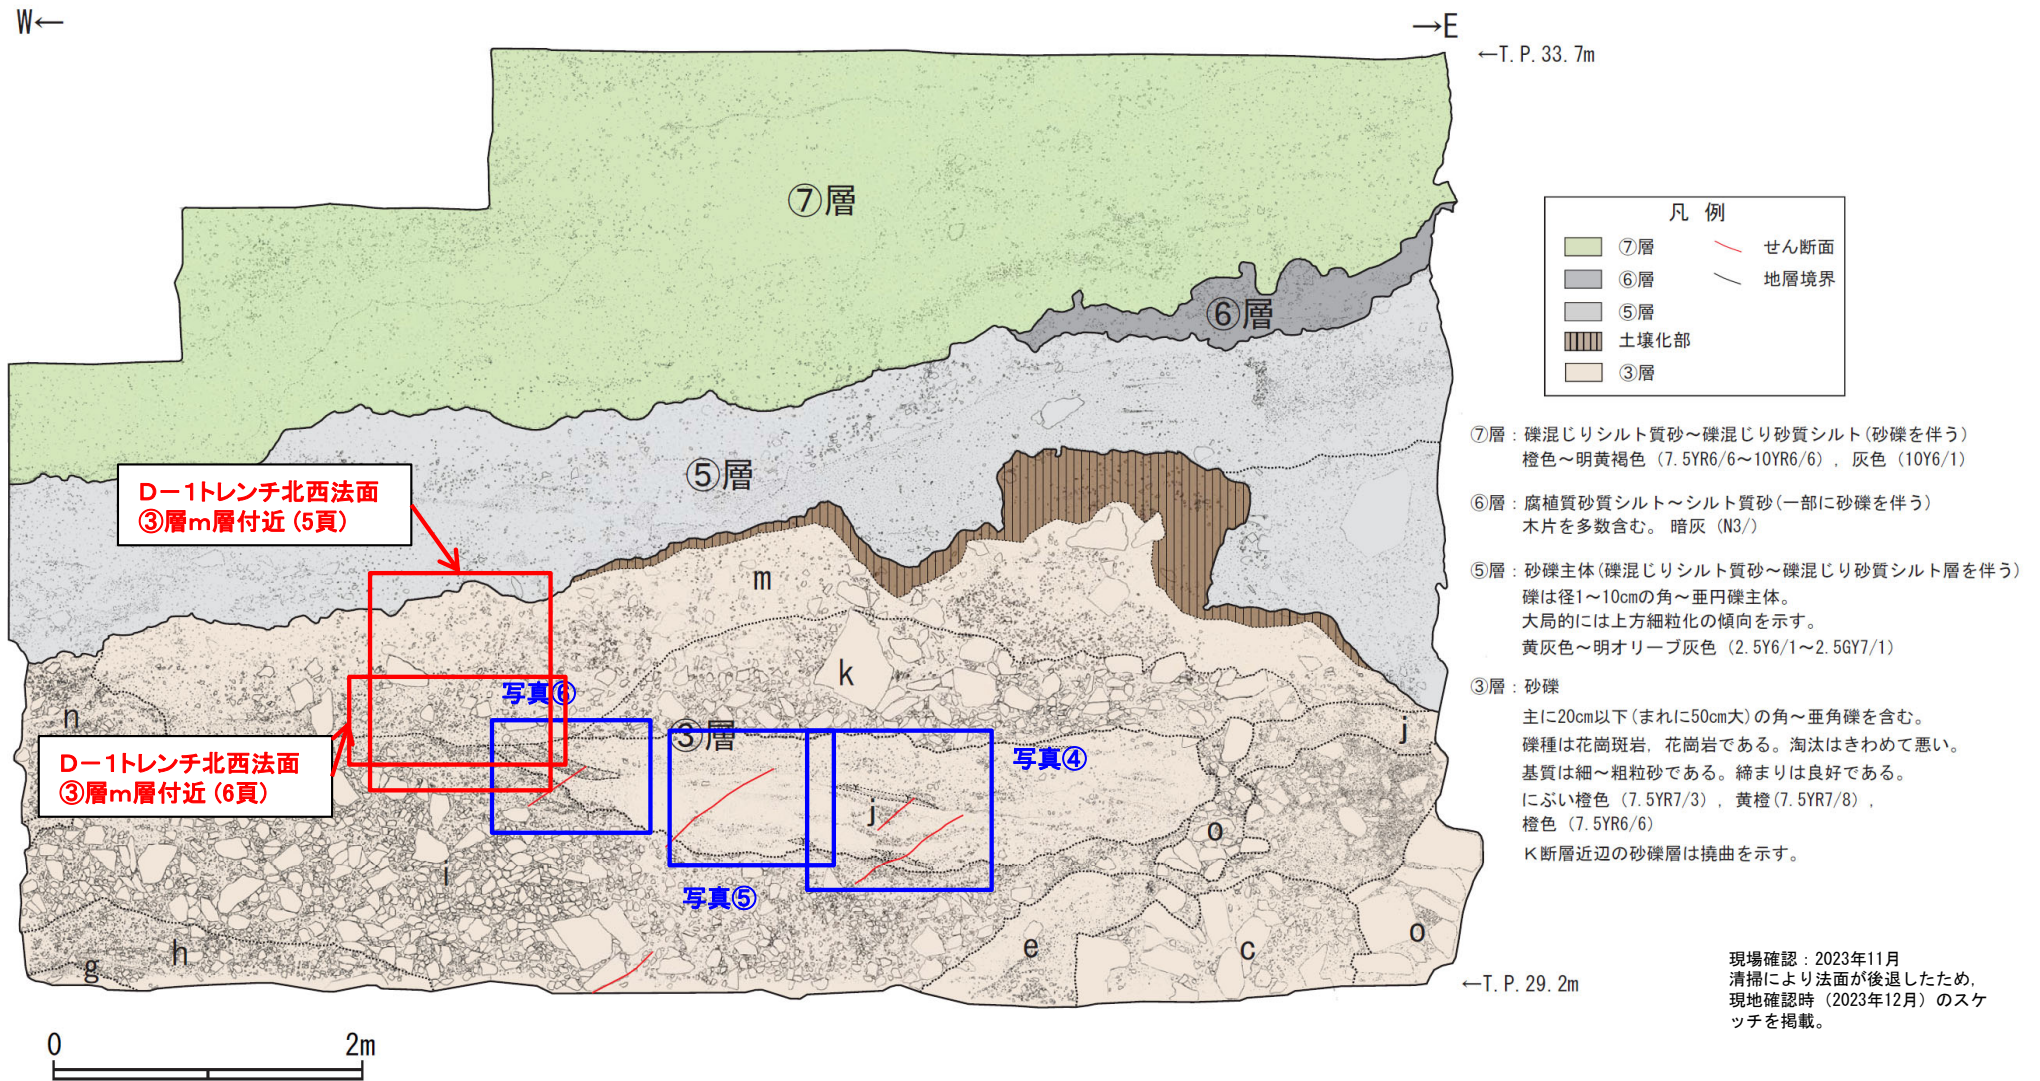 W←
→E
←T.P.33.7m
⑦層
⑥層
⑤層
③層
凡 例
⑦層
せん断面
⑥層
地層境界
⑤層
土壌化部
③層
D-1トレンチ北西法面
③層m層付近 (5頁)
D-1トレンチ北西法面
③層m層付近 (6頁)
写真⑥
写真⑤
写真④
m
k
n
j
j
i
o
h
g
e
c
o
⑦層:礫混じりシルト質砂~礫混じり砂質シルト(砂礫を伴う)
橙色~明黄褐色 (7.5YR6/6~10YR6/6) , 灰色 (10Y6/1)
⑥層:腐植質砂質シルト~シルト質砂(一部に砂礫を伴う)
木片を多数含む。 暗灰 (N3/)
⑤層:砂礫主体(礫混じりシルト質砂~礫混じり砂質シルト層を伴う)
礫は径1~10cmの角~亜円礫主体。
大局的には上方細粒化の傾向を示す。
黄灰色~明オリーブ灰色 (2.5Y6/1~2.5GY7/1)
③層:砂礫
主に20cm以下(まれに50cm大)の角~亜角礫を含む。
礫種は花崗斑岩, 花崗岩である。淘汰はきわめて悪い。
基質は細~粗粒砂である。締まりは良好である。
にぶい橙色 (7.5YR7/3) , 黄橙(7.5YR7/8) ,
橙色 (7.5YR6/6)
K断層近辺の砂礫層は撓曲を示す。
←T.P.29.2m
現場確認:2023年11月
清掃により法面が後退したため,
現地確認時 (2023年12月) のスケ
ッチを掲載。
0
2m